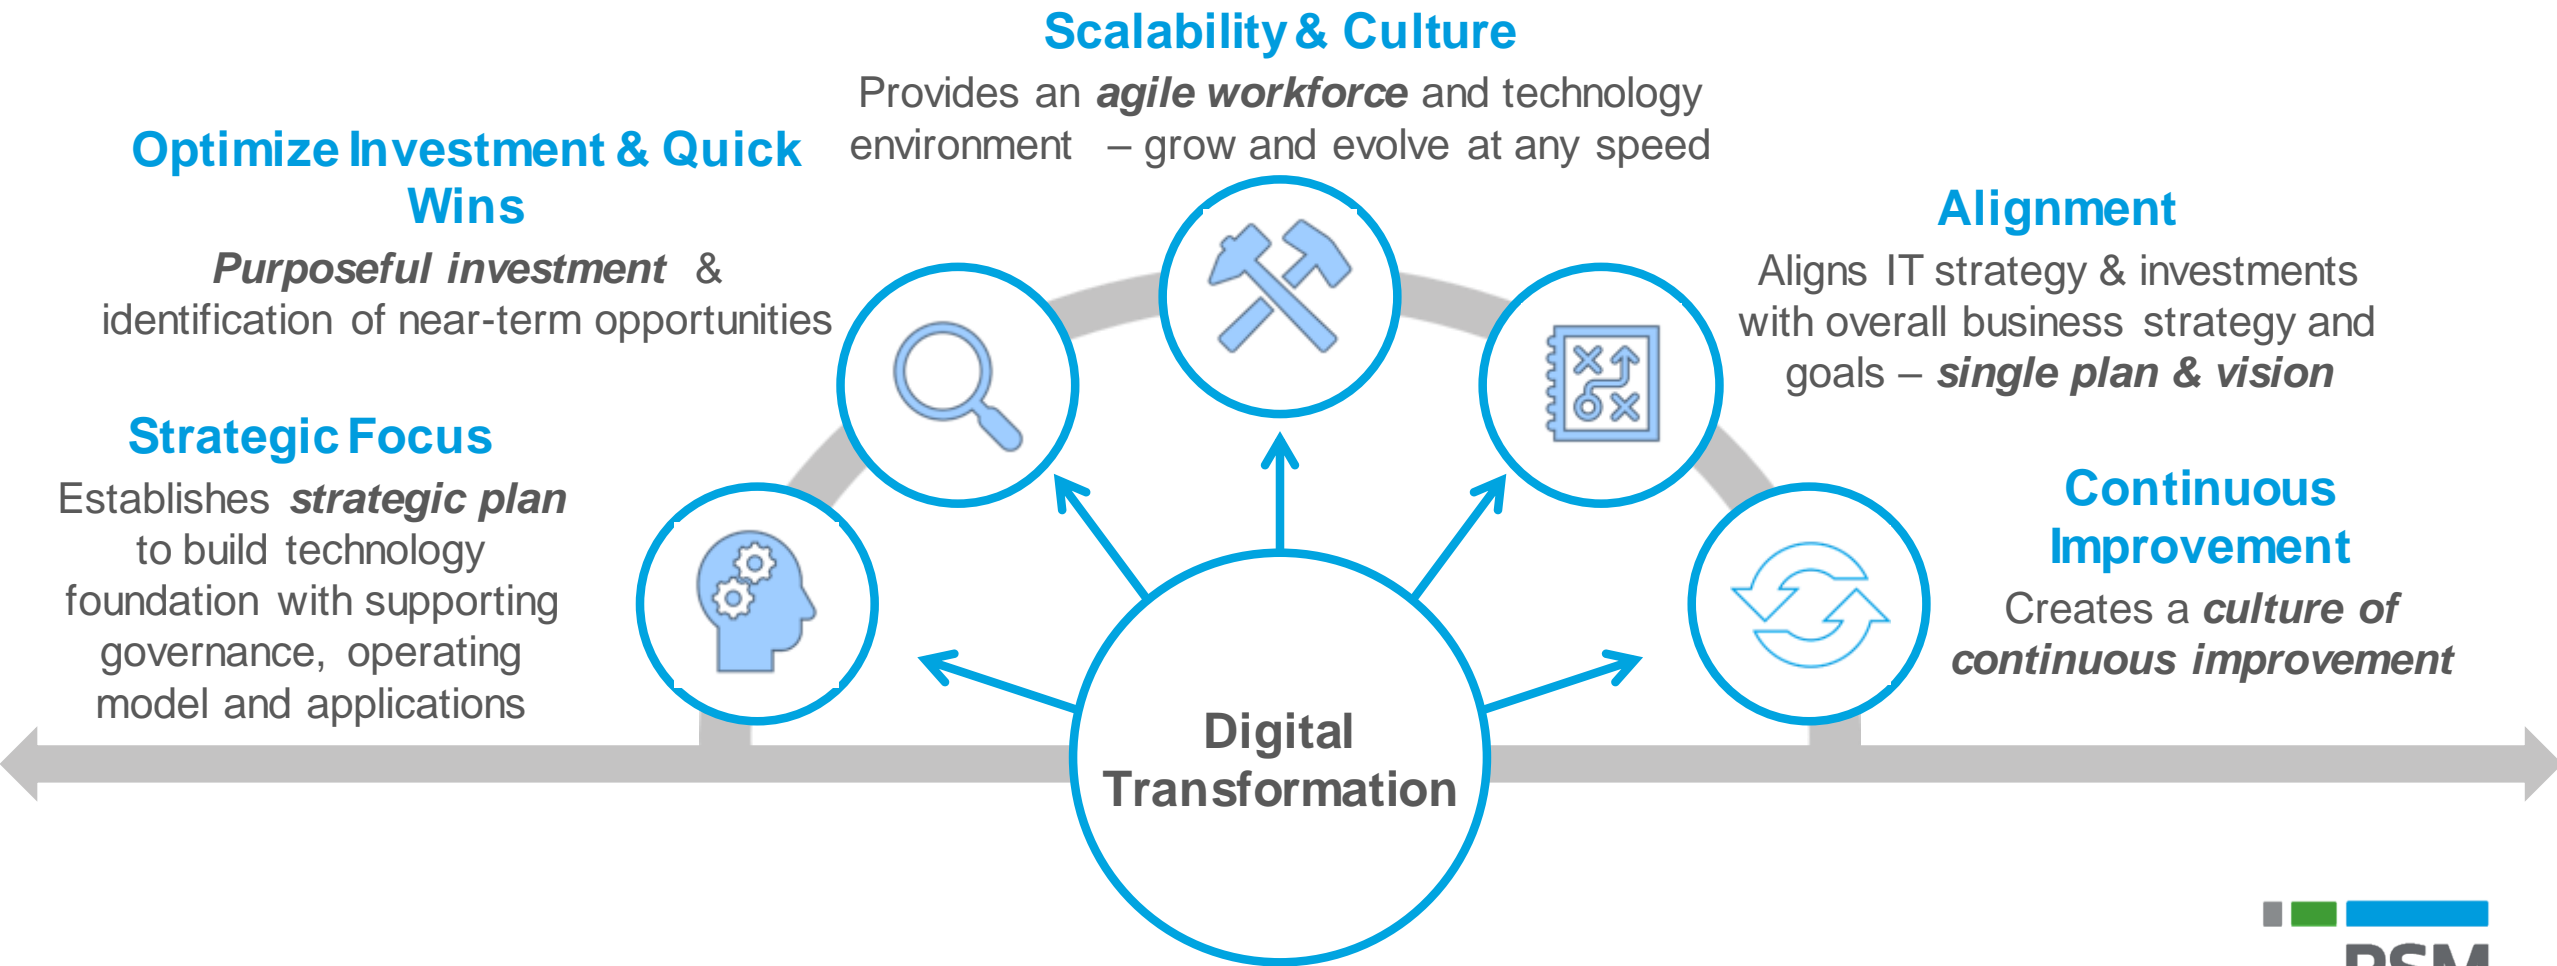 Scalability & Culture
Provides an agile workforce and technology
environment – grow and evolve at any speed
Optimize Investment & Quick
Wins
Purposeful investment &
identification of near-term opportunities
Alignment
Aligns IT strategy & investments
with overall business strategy and
goals – single plan & vision
Strategic Focus
Establishes strategic plan
to build technology
foundation with supporting
governance, operating
model and applications
Continuous
Improvement
Creates a culture of
continuous improvement
Digital
Transformation
RSM